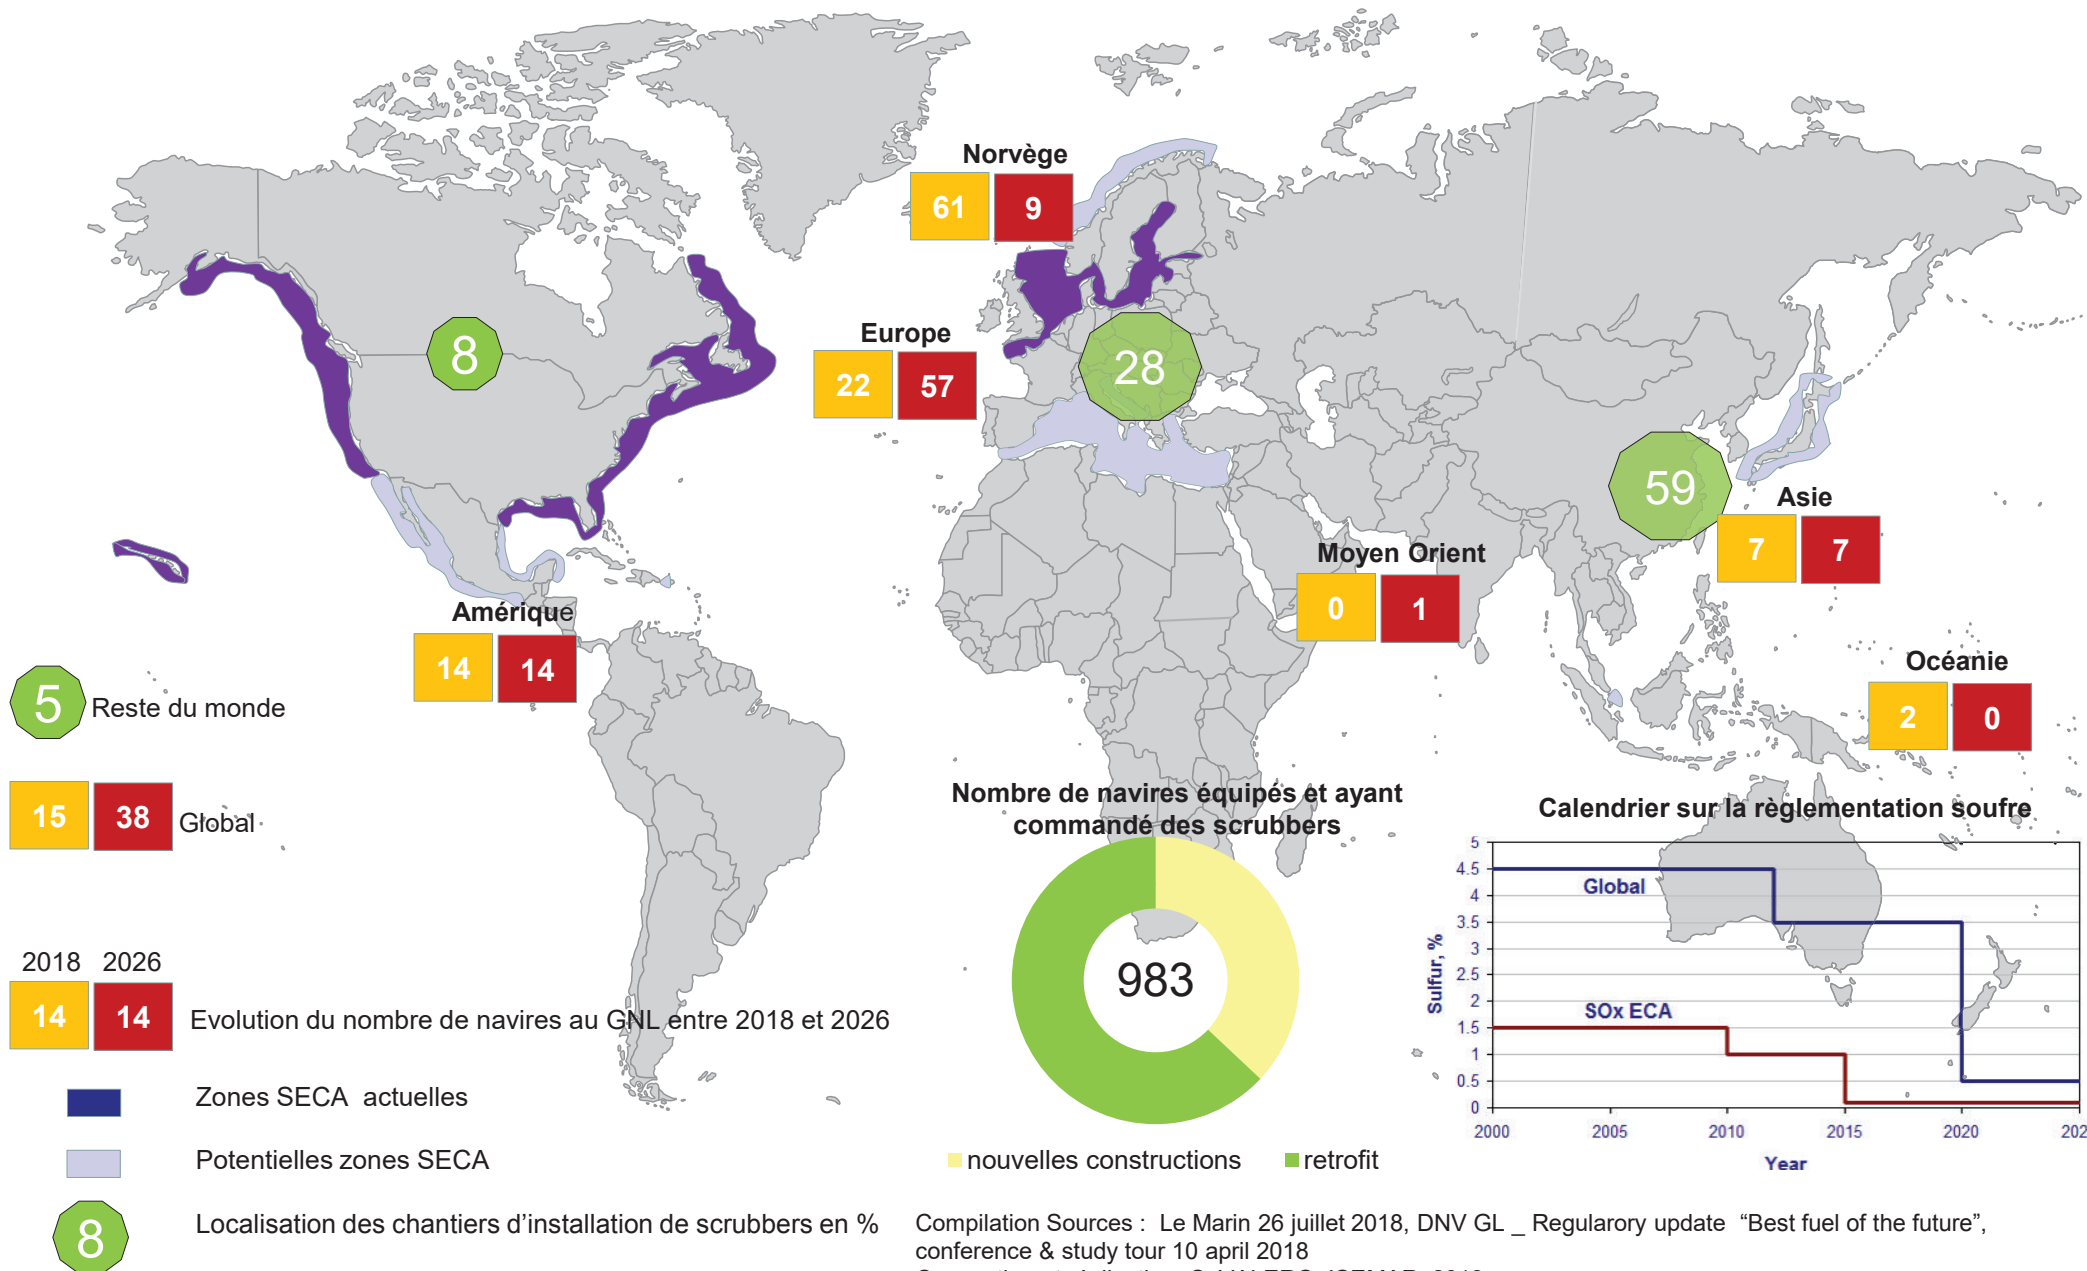 Norvège
61 9
Europe
22 57
8
28
59
Asie
7 7
Moyen Orient
0 1
Amérique
14 14
Océanie
2 0
5 Reste du monde
15 38 Global
2018 2026
14 14 Evolution du nombre de navires au GNL entre 2018 et 2026
Zones SECA actuelles
Potentielles zones SECA
8 Localisation des chantiers d’installation de scrubbers en %
Nombre de navires équipés et ayant
commandé des scrubbers
983
nouvelles constructions retrofit
Calendrier sur la règlementation soufre
Sulfur, %
5
4.5
4
3.5
3
2.5
2
1.5
1
0.5
0
Global
SOx ECA
2000 2005 2010 2015 2020
Year
Compilation Sources : Le Marin 26 juillet 2018, DNV GL _ Regularory update “Best fuel of the future”,
conference & study tour 10 april 2018